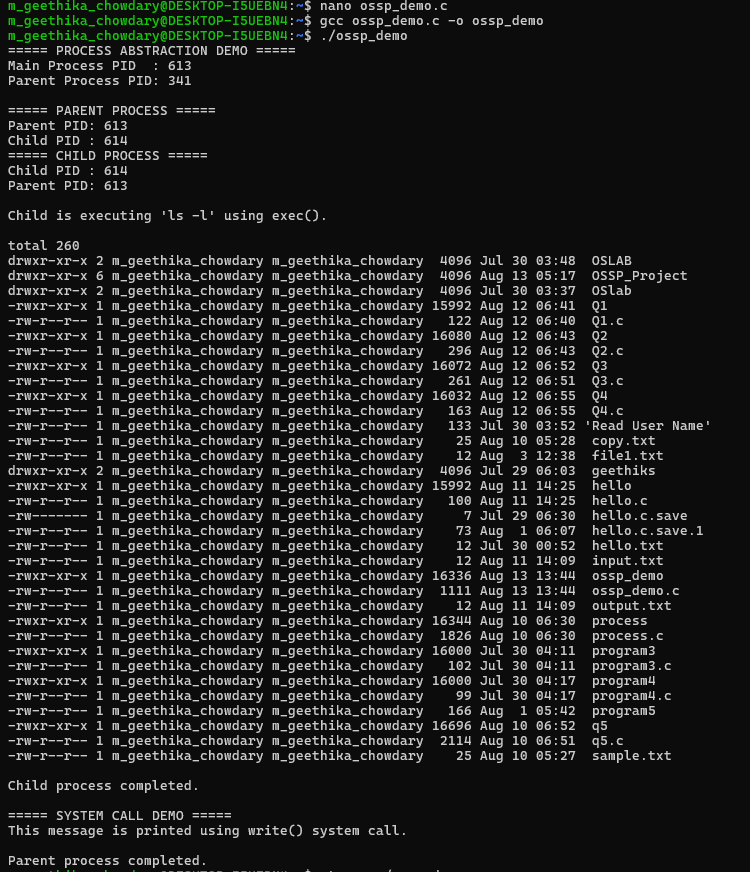 m_geethika_chowdary@DESKTOP-I5UEBN4:~$ nano ossp_demo.c
m_geethika_chowdary@DESKTOP-I5UEBN4:~$ gcc ossp_demo.c -o ossp_demo
m_geethika_chowdary@DESKTOP-I5UEBN4:~$ ./ossp_demo
===== PROCESS ABSTRACTION DEMO =====
Main Process PID  : 613
Parent Process PID: 341

===== PARENT PROCESS =====
Parent PID: 613
Child PID : 614
===== CHILD PROCESS =====
Child PID : 614
Parent PID: 613

Child is executing 'ls -l' using exec().

total 260
drwxr-xr-x 2 m_geethika_chowdary m_geethika_chowdary  4096 Jul 30 03:48  OSLAB
drwxr-xr-x 6 m_geethika_chowdary m_geethika_chowdary  4096 Aug 13 05:17  OSSP_Project
drwxr-xr-x 2 m_geethika_chowdary m_geethika_chowdary  4096 Jul 30 03:37  OSlab
-rwxr-xr-x 1 m_geethika_chowdary m_geethika_chowdary 15992 Aug 12 06:41  Q1
-rw-r--r-- 1 m_geethika_chowdary m_geethika_chowdary   122 Aug 12 06:40  Q1.c
-rwxr-xr-x 1 m_geethika_chowdary m_geethika_chowdary 16080 Aug 12 06:43  Q2
-rw-r--r-- 1 m_geethika_chowdary m_geethika_chowdary   296 Aug 12 06:43  Q2.c
-rwxr-xr-x 1 m_geethika_chowdary m_geethika_chowdary 16072 Aug 12 06:52  Q3
-rw-r--r-- 1 m_geethika_chowdary m_geethika_chowdary   261 Aug 12 06:51  Q3.c
-rwxr-xr-x 1 m_geethika_chowdary m_geethika_chowdary 16032 Aug 12 06:55  Q4
-rw-r--r-- 1 m_geethika_chowdary m_geethika_chowdary   163 Aug 12 06:55  Q4.c
-rw-r--r-- 1 m_geethika_chowdary m_geethika_chowdary   133 Jul 30 03:52 'Read User Name'
-rw-r--r-- 1 m_geethika_chowdary m_geethika_chowdary    25 Aug 10 05:28  copy.txt
-rw-r--r-- 1 m_geethika_chowdary m_geethika_chowdary    12 Aug  3 12:38  file1.txt
drwxr-xr-x 2 m_geethika_chowdary m_geethika_chowdary  4096 Jul 29 06:03  geethiks
-rwxr-xr-x 1 m_geethika_chowdary m_geethika_chowdary 15992 Aug 11 14:25  hello
-rw-r--r-- 1 m_geethika_chowdary m_geethika_chowdary   100 Aug 11 14:25  hello.c
-rw------- 1 m_geethika_chowdary m_geethika_chowdary     7 Jul 29 06:30  hello.c.save
-rw-r--r-- 1 m_geethika_chowdary m_geethika_chowdary    73 Aug  1 06:07  hello.c.save.1
-rw-r--r-- 1 m_geethika_chowdary m_geethika_chowdary    12 Jul 30 00:52  hello.txt
-rw-r--r-- 1 m_geethika_chowdary m_geethika_chowdary    12 Aug 11 14:09  input.txt
-rwxr-xr-x 1 m_geethika_chowdary m_geethika_chowdary 16336 Aug 13 13:44  ossp_demo
-rw-r--r-- 1 m_geethika_chowdary m_geethika_chowdary  1111 Aug 13 13:44  ossp_demo.c
-rw-r--r-- 1 m_geethika_chowdary m_geethika_chowdary    12 Aug 11 14:09  output.txt
-rwxr-xr-x 1 m_geethika_chowdary m_geethika_chowdary 16344 Aug 10 06:30  process
-rw-r--r-- 1 m_geethika_chowdary m_geethika_chowdary  1826 Aug 10 06:30  process.c
-rwxr-xr-x 1 m_geethika_chowdary m_geethika_chowdary 16000 Jul 30 04:11  program3
-rw-r--r-- 1 m_geethika_chowdary m_geethika_chowdary   102 Jul 30 04:11  program3.c
-rwxr-xr-x 1 m_geethika_chowdary m_geethika_chowdary 16000 Jul 30 04:17  program4
-rw-r--r-- 1 m_geethika_chowdary m_geethika_chowdary    99 Jul 30 04:17  program4.c
-rw-r--r-- 1 m_geethika_chowdary m_geethika_chowdary   166 Aug  1 05:42  program5
-rwxr-xr-x 1 m_geethika_chowdary m_geethika_chowdary 16696 Aug 10 06:52  q5
-rw-r--r-- 1 m_geethika_chowdary m_geethika_chowdary  2114 Aug 10 06:51  q5.c
-rw-r--r-- 1 m_geethika_chowdary m_geethika_chowdary    25 Aug 10 05:27  sample.txt

Child process completed.

===== SYSTEM CALL DEMO =====
This message is printed using write() system call.

Parent process completed.